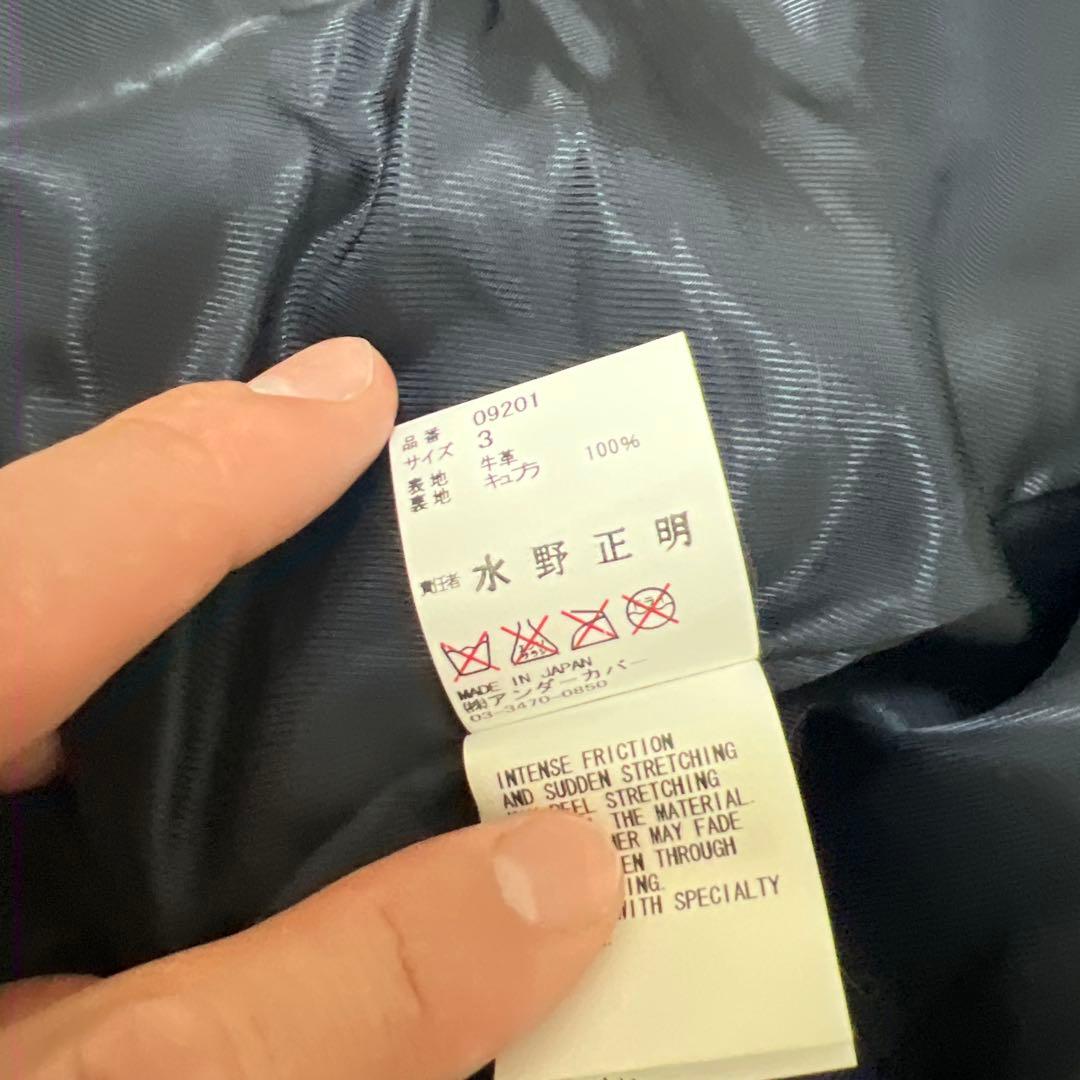 品番 09201
サイズ 3
表地 牛革
裏地 キュプラ 100%
責任者 水野正明
MADE IN JAPAN
㈱アンダーカバー
03-3470-0850
INTENSE FRICTION
AND SUDDEN STRETCHING
STRETCHING
THE MATERIAL.
MAY FADE
THROUGH
WITH SPECIALTY